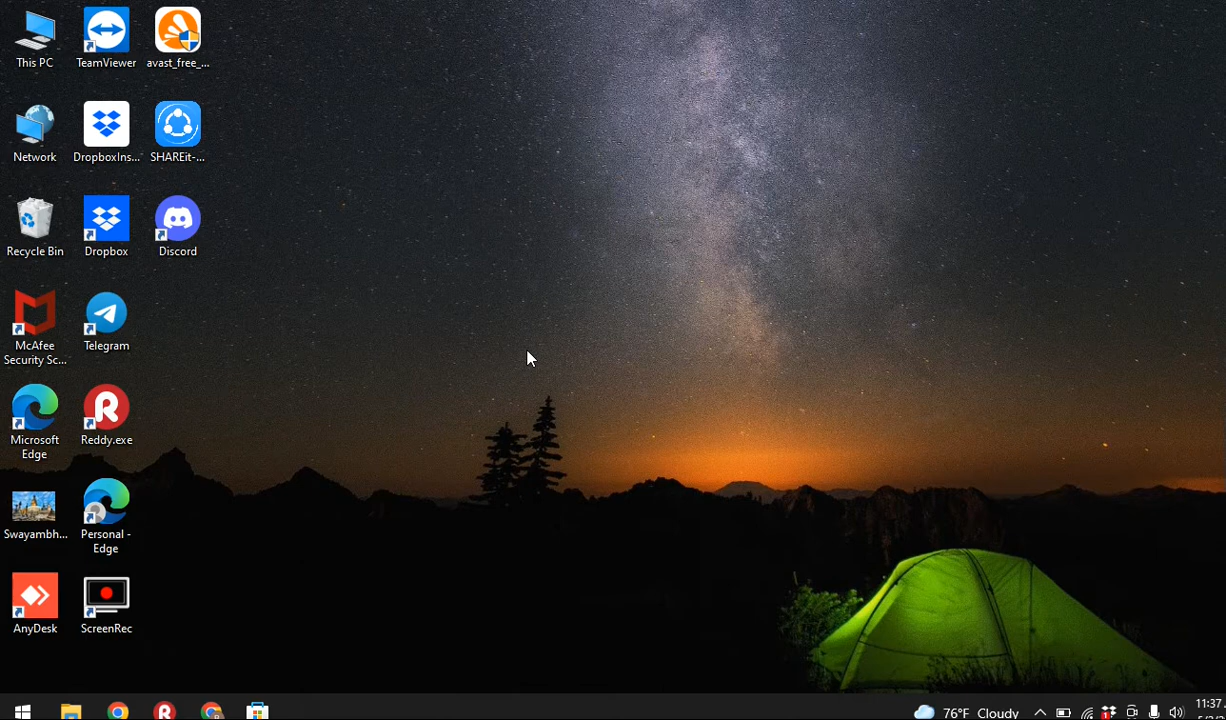 This PC
TeamViewer
avast_free_...
Network
DropboxIns...
SHAREit-...
Recycle Bin
Dropbox
Discord
McAfee
Security Sc...
Telegram
Microsoft
Edge
Reddy.exe
Swayambh...
Personal -
Edge
AnyDesk
ScreenRec
76°F Cloudy
11:37